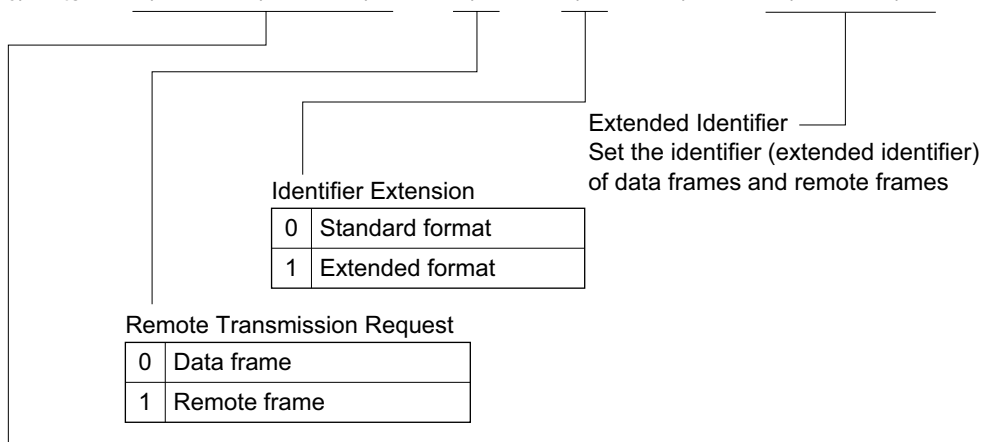 Extended Identifier
Set the identifier (extended identifier)
of data frames and remote frames
Identifier Extension
0 Standard format
1 Extended format
Remote Transmission Request
0 Data frame
1 Remote frame